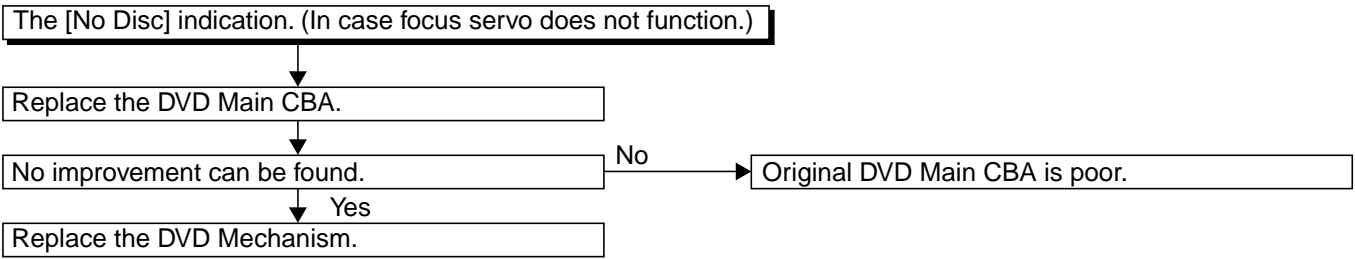 The [No Disc] indication. (In case focus servo does not function.)
Replace the DVD Main CBA.
No improvement can be found.
No
Original DVD Main CBA is poor.
Yes
Replace the DVD Mechanism.